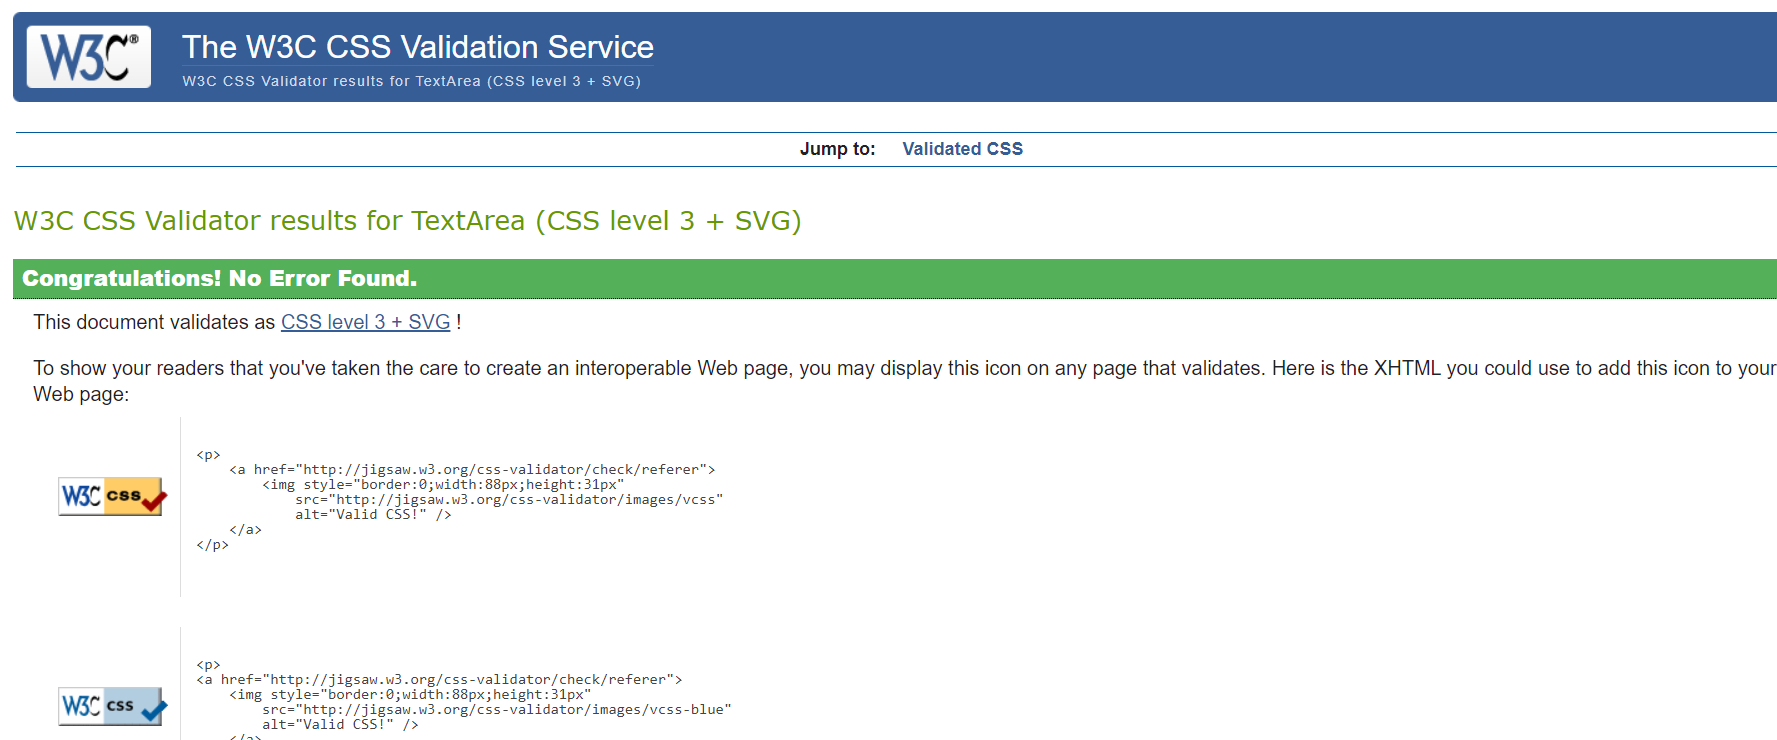 W3C® The W3C CSS Validation Service
W3C CSS Validator results for TextArea (CSS level 3 + SVG)
Jump to: Validated CSS
W3C CSS Validator results for TextArea (CSS level 3 + SVG)
Congratulations! No Error Found.
This document validates as CSS level 3 + SVG !
To show your readers that you've taken the care to create an interoperable Web page, you may display this icon on any page that validates. Here is the XHTML you could use to add this icon to your
Web page:
<p>
<a href="http://jigsaw.w3.org/css-validator/check/referer">
<img style="border:0;width:88px;height:31px"
W3C css
src="http://jigsaw.w3.org/css-validator/images/vcss"
alt="Valid CSS!" />
</a>
</p>
<p>
<a href="http://jigsaw.w3.org/css-validator/check/referer">
<img style="border:0;width:88px;height:31px"
W3C css
src="http://jigsaw.w3.org/css-validator/images/vcss-blue"
alt="Valid CSS!" />
</a>